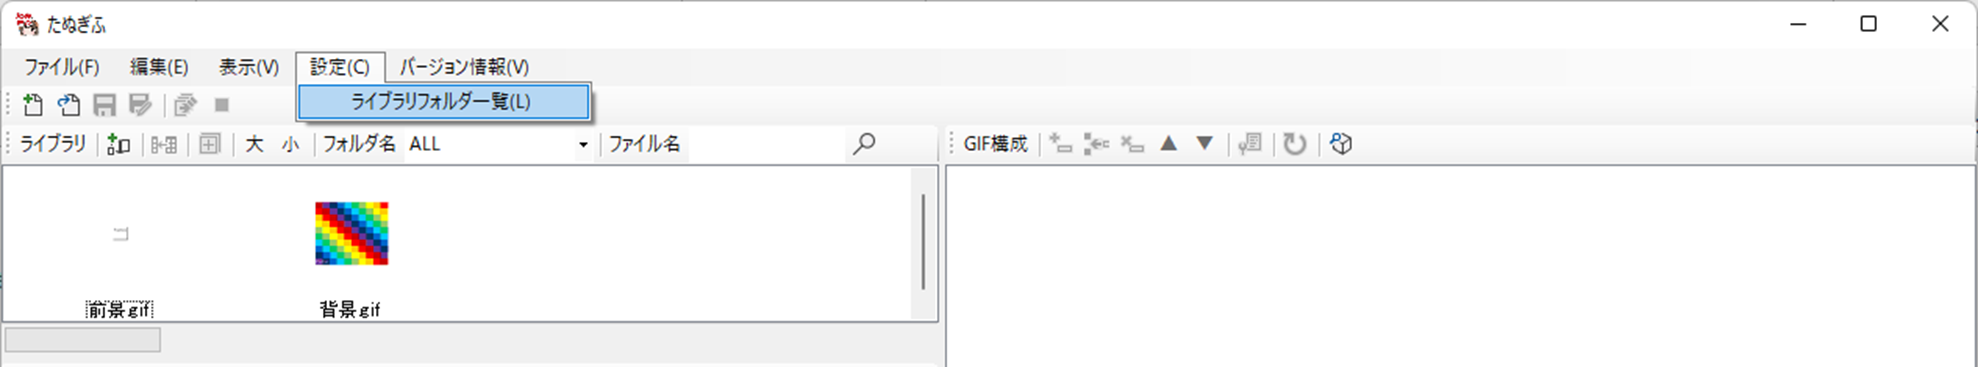 たぬぎふ
ファイル(F) 編集(E) 表示(V) 設定(C) バージョン情報(V)
ライブラリフォルダ一覧(L)
ライブラリ 大 小 フォルダ名 ALL ファイル名 GIF構成
前景.gif 背景.gif